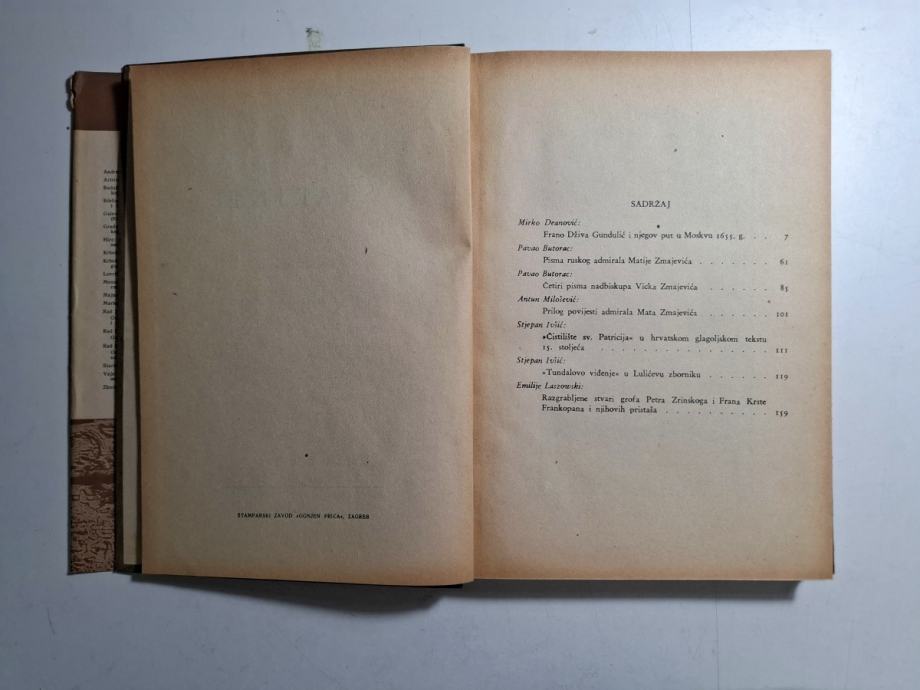 ŠTAMPARSKI ZAVOD »OGNJEN PRICA«, ZAGREB
SADRŽAJ
Mirko Deanović:
Frano Dživa Gundulić i njegov put u Moskvu 1655. g. . . 7
Pavao Butorac:
Pisma ruskog admirala Matije Zmajevića . . . . . . . 61
Pavao Butorac:
Četiri pisma nadbiskupa Vicka Zmajevića . . . . . . . 85
Antun Milošević:
Prilog povijesti admirala Mata Zmajevića . . . . . . . 101
Stjepan Ivšić:
»Čistilište sv. Patricija« u hrvatskom glagoljskom tekstu
15. stoljeća . . . . . . . . . . . . . . . 111
Stjepan Ivšić:
»Tundalovo viđenje« u Lulićevu zborniku . . . . . . . 119
Emilije Laszowski:
Razgrabljene stvari grofa Petra Zrinskoga i Frana Krste
Frankopana i njihovih pristaša . . . . . . . . . 159